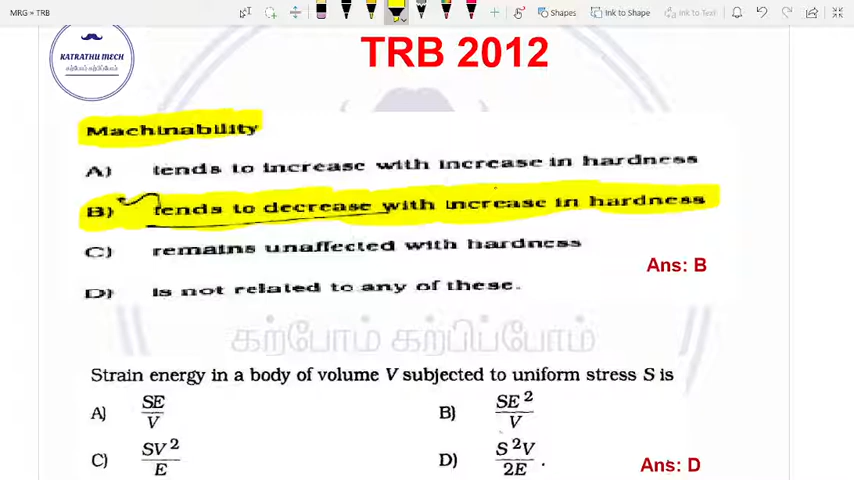 MRG = TRB
Shapes
Ink to Shape
Ink to Text
KATRATHU MECH
கற்போம் கற்பிப்போம்
TRB 2012
Machinability
A) tends to increase with increase in hardness
B) tends to decrease with increase in hardness
C) remains unaffected with hardness
Ans: B
D) is not related to any of these.
கற்போம் கற்பிப்போம்
Strain energy in a body of volume V subjected to uniform stress S is
A) SE/V B) SE²/V
C) SV²/E D) S²V/2E .
Ans: D